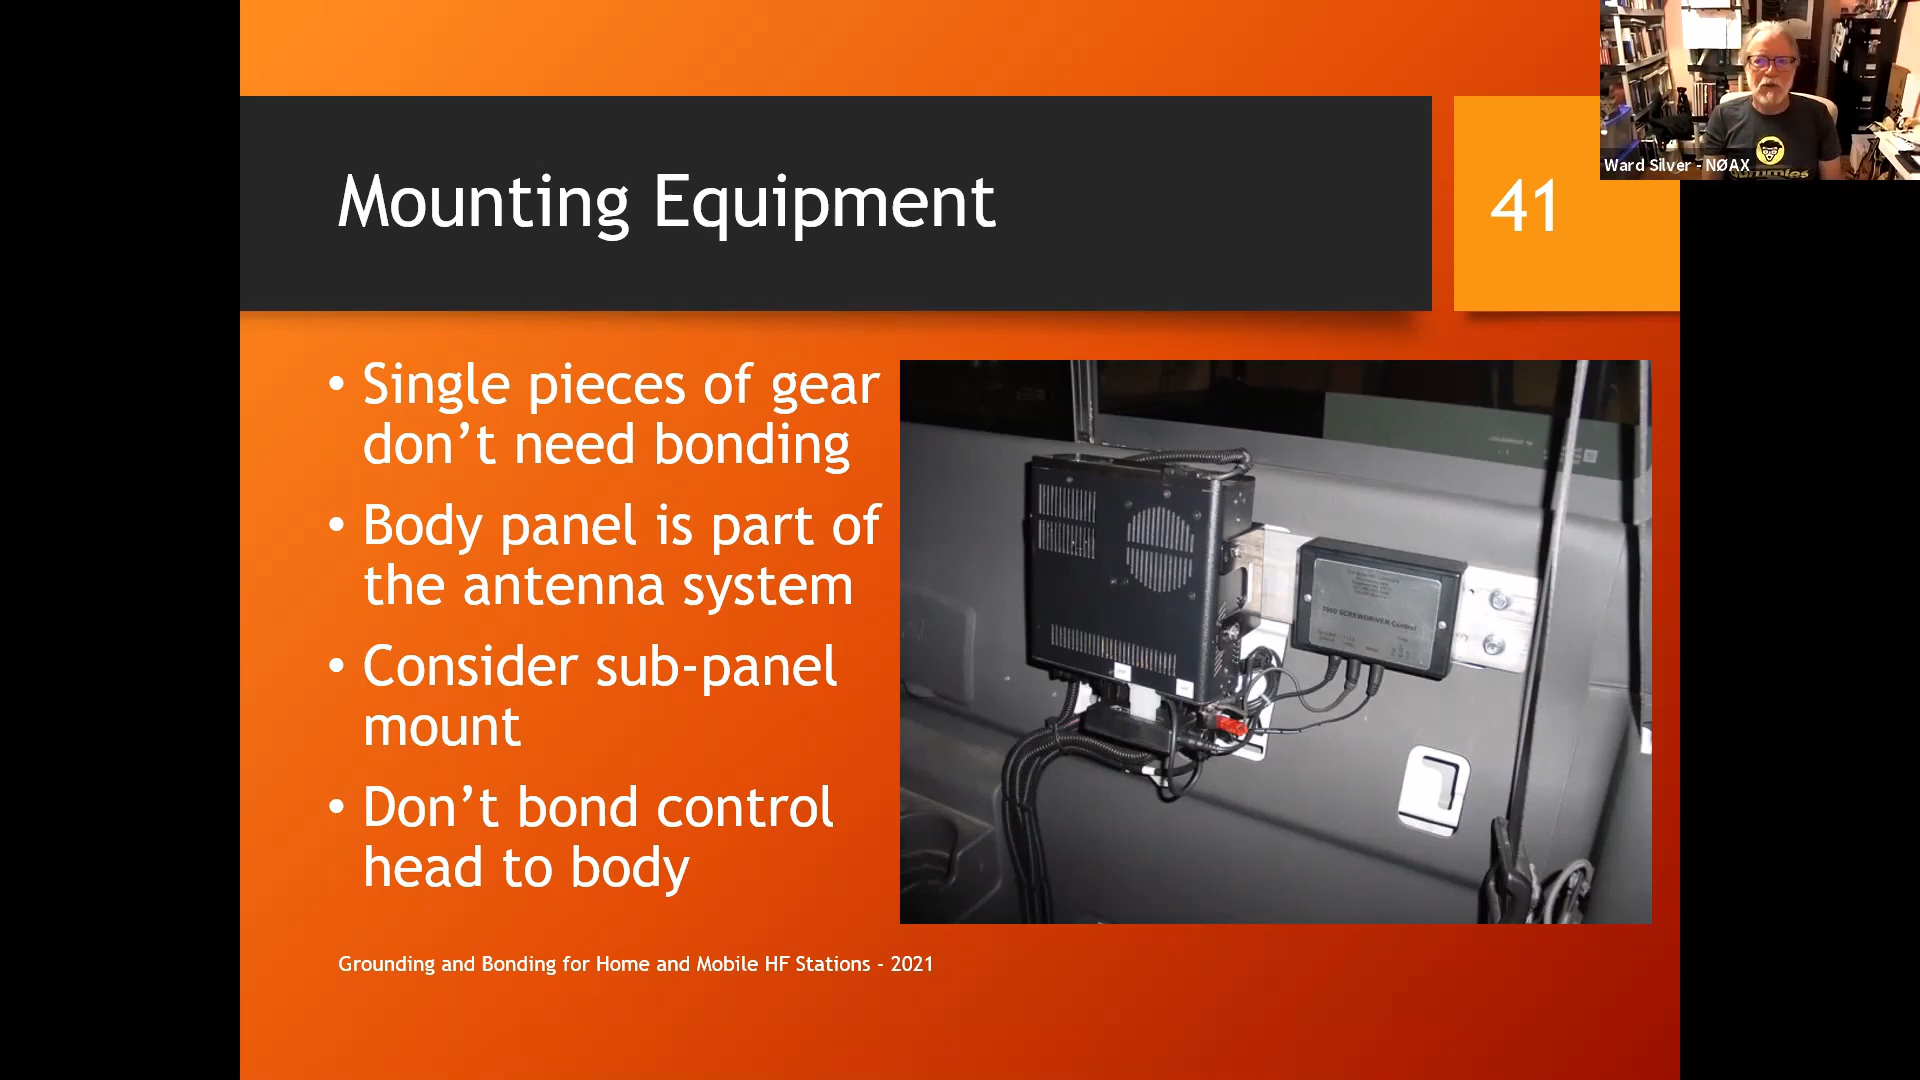 Mounting Equipment
41
Ward Silver - NØAX
• Single pieces of gear
don’t need bonding
• Body panel is part of
the antenna system
• Consider sub-panel
mount
• Don’t bond control
head to body
SCREWDRIVER Control
Grounding and Bonding for Home and Mobile HF Stations - 2021